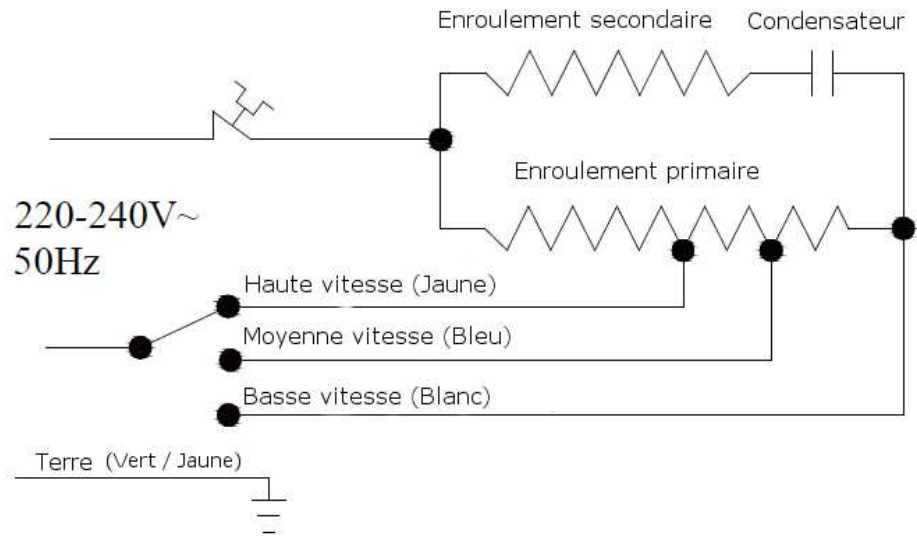 Enroulement secondaire
Condensateur
Enroulement primaire
220-240V~
50Hz
Haute vitesse (Jaune)
Moyenne vitesse (Bleu)
Basse vitesse (Blanc)
Terre (Vert / Jaune)